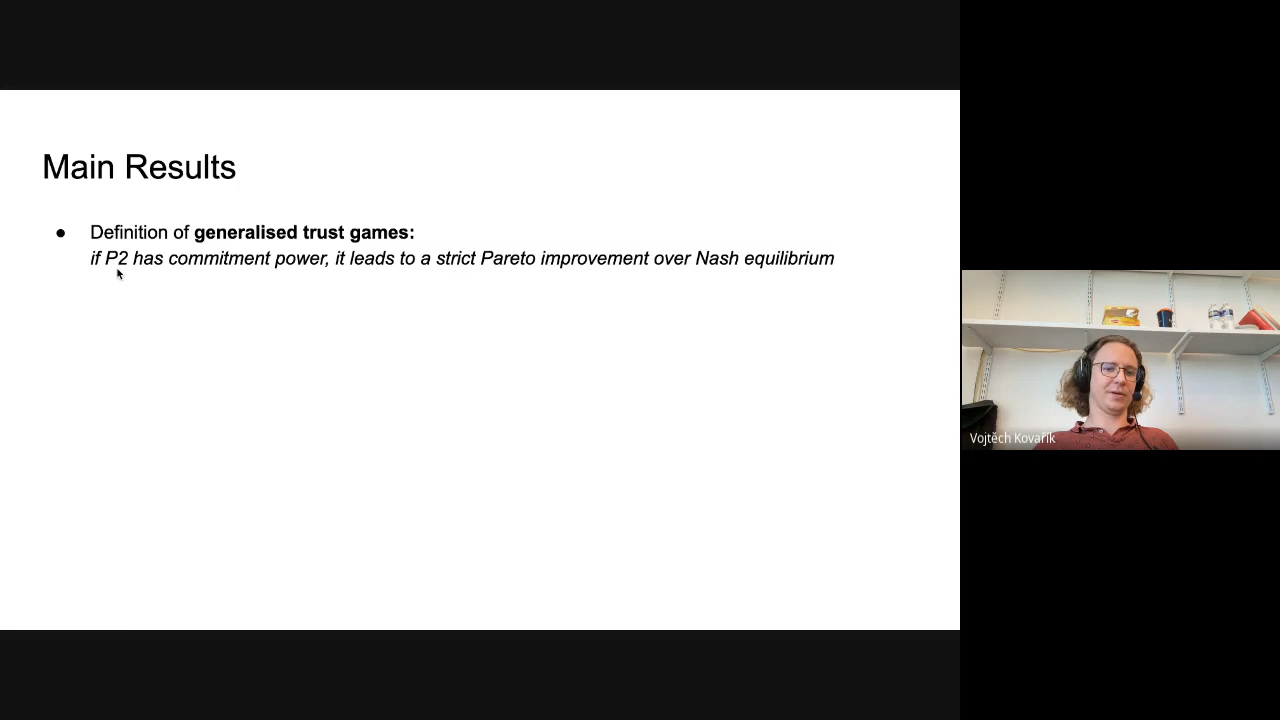 Main Results
● Definition of generalised trust games:
if P2 has commitment power, it leads to a strict Pareto improvement over Nash equilibrium
Vojtěch Kovařík